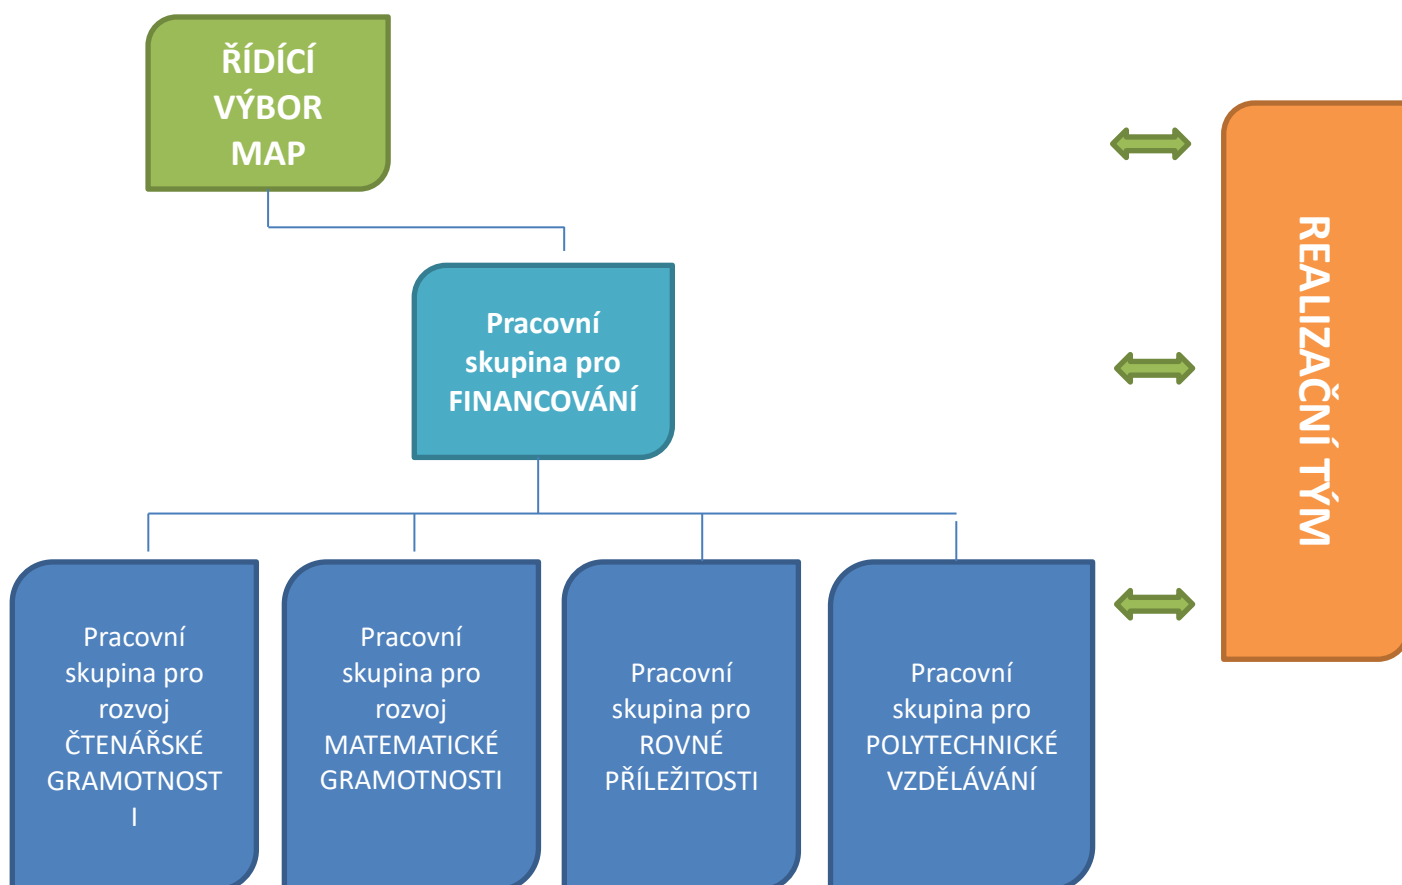 ŘÍDÍCÍ
VÝBOR
MAP
REALIZAČNÍ TÝM
Pracovní
skupina pro
FINANCOVÁNÍ
Pracovní
skupina pro
rozvoj
ČTENÁŘSKÉ
GRAMOTNOST
I
Pracovní
skupina pro
rozvoj
MATEMATICKÉ
GRAMOTNOSTI
Pracovní
skupina pro
ROVNÉ
PŘÍLEŽITOSTI
Pracovní
skupina pro
POLYTECHNICKÉ
VZDĚLÁVÁNÍ